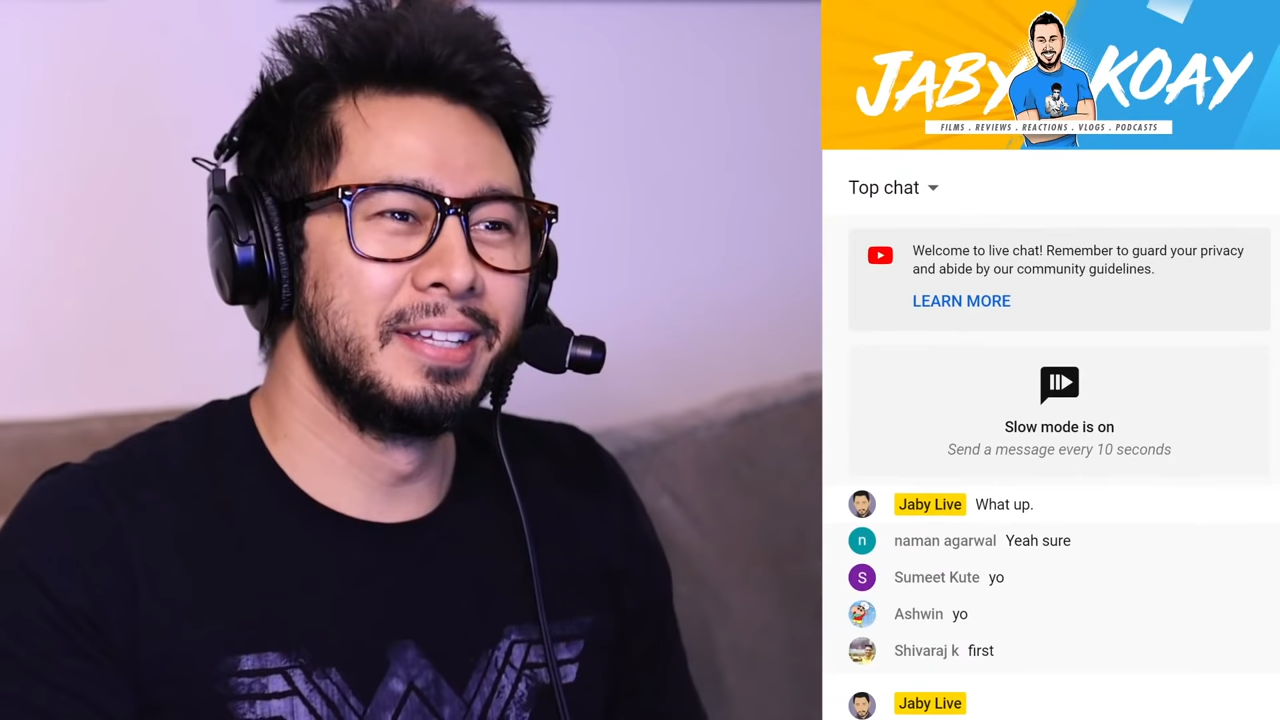 JABY KOAY
FILMS . REVIEWS . REACTIONS . VLOGS . PODCASTS
Top chat
Welcome to live chat! Remember to guard your privacy
and abide by our community guidelines.
LEARN MORE
Slow mode is on
Send a message every 10 seconds
Jaby Live What up.
n naman agarwal Yeah sure
S Sumeet Kute yo
Ashwin yo
Shivaraj k first
Jaby Live